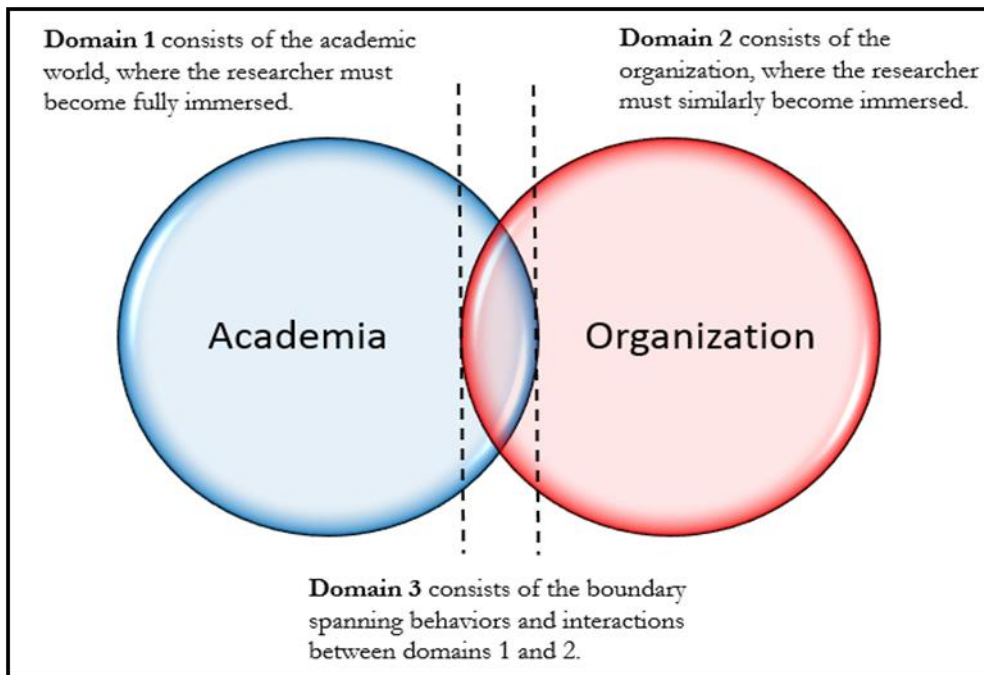 Domain 1 consists of the academic
world, where the researcher must
become fully immersed.
Domain 2 consists of the
organization, where the researcher
must similarly become immersed.
Academia
Organization
Domain 3 consists of the boundary
spanning behaviors and interactions
between domains 1 and 2.